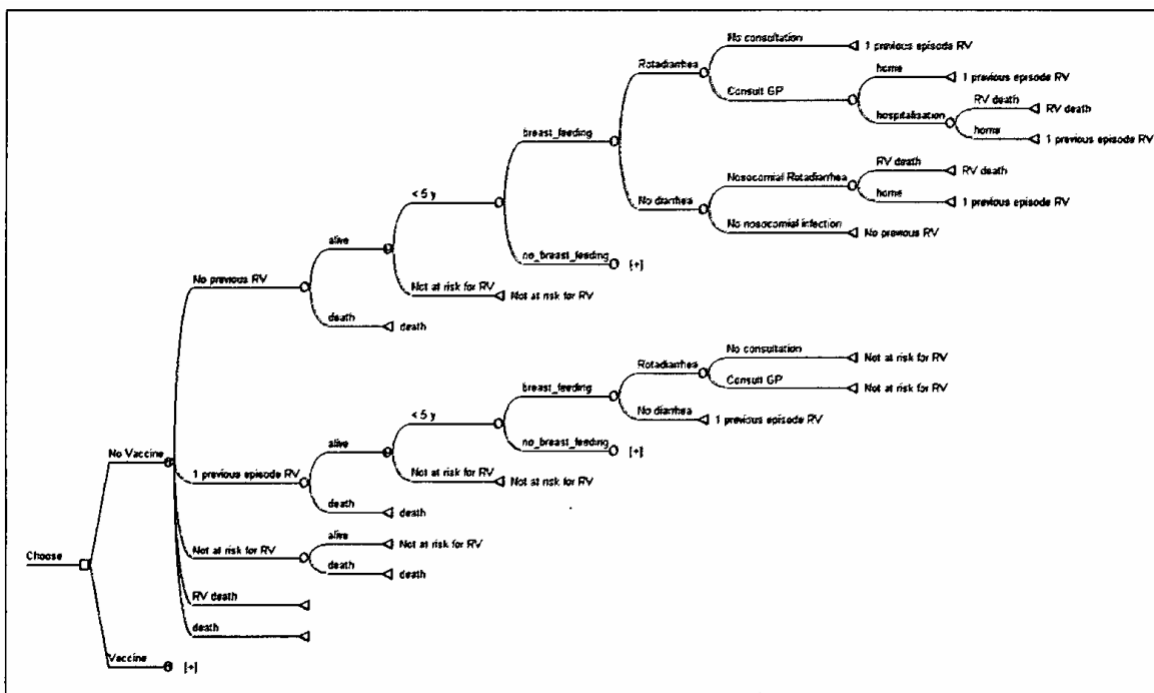 No consultation
1 previous episode RV
Rotadiarrhea
home
1 previous episode RV
Consult GP
RV death
RV death
hospitalisation
home
1 previous episode RV
breast_feeding
RV death
RV death
Nosocomial Rotadiarrhea
home
1 previous episode RV
< 5 y
No diarrhea
No nosocomial infection
No previous RV
alive
no_breast_feeding
[+]
No previous RV
Not at risk for RV
Not at risk for RV
death
death
No consultation
Not at risk for RV
Rotadiarrhea
Consult GP
Not at risk for RV
breast_feeding
No diarrhea
1 previous episode RV
< 5 y
no_breast_feeding
[+]
alive
No Vaccine
1 previous episode RV
Not at risk for RV
Not at risk for RV
death
death
alive
Not at risk for RV
Not at risk for RV
death
death
Choose
RV death
death
Vaccine
[+]